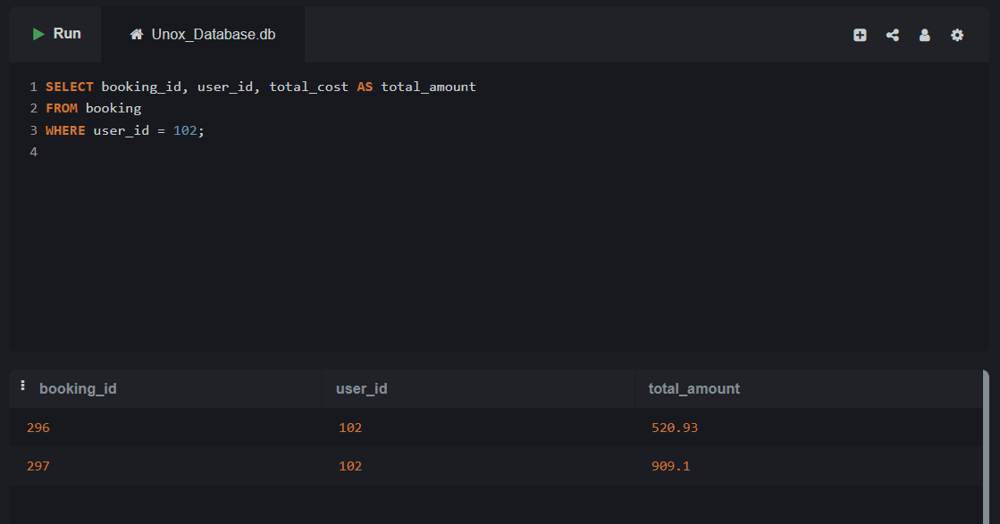 Run
Unox_Database.db
1 SELECT booking_id, user_id, total_cost AS total_amount
2 FROM booking
3 WHERE user_id = 102;
4
booking_id user_id total_amount
296 102 520.93
297 102 909.1